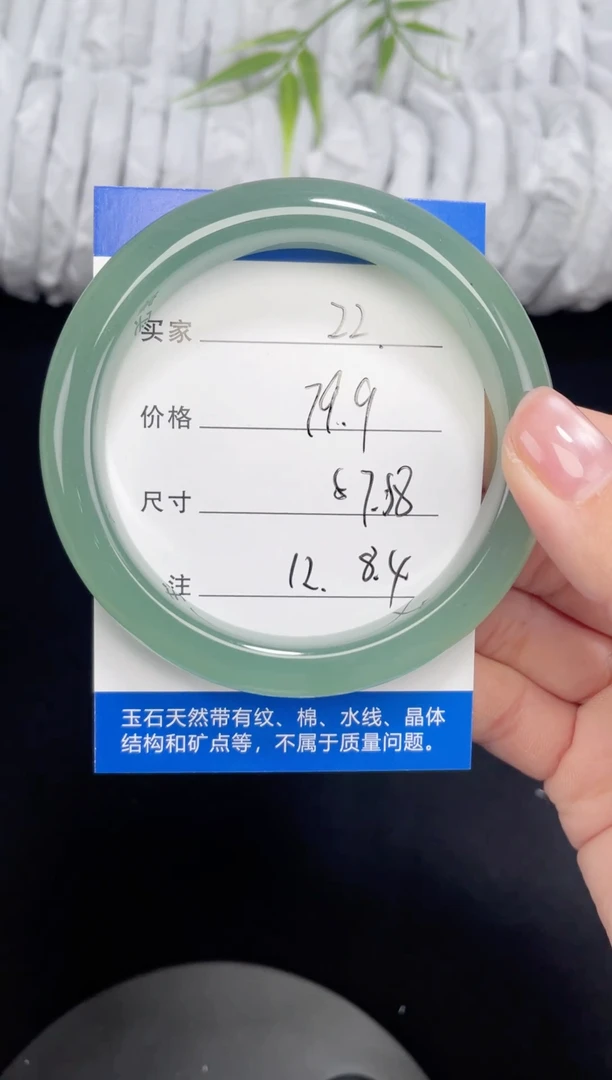 买家 22
价格 79.9
尺寸 57.58
注 12. 8.4
玉石天然带有纹、棉、水线、晶体
结构和矿点等，不属于质量问题。